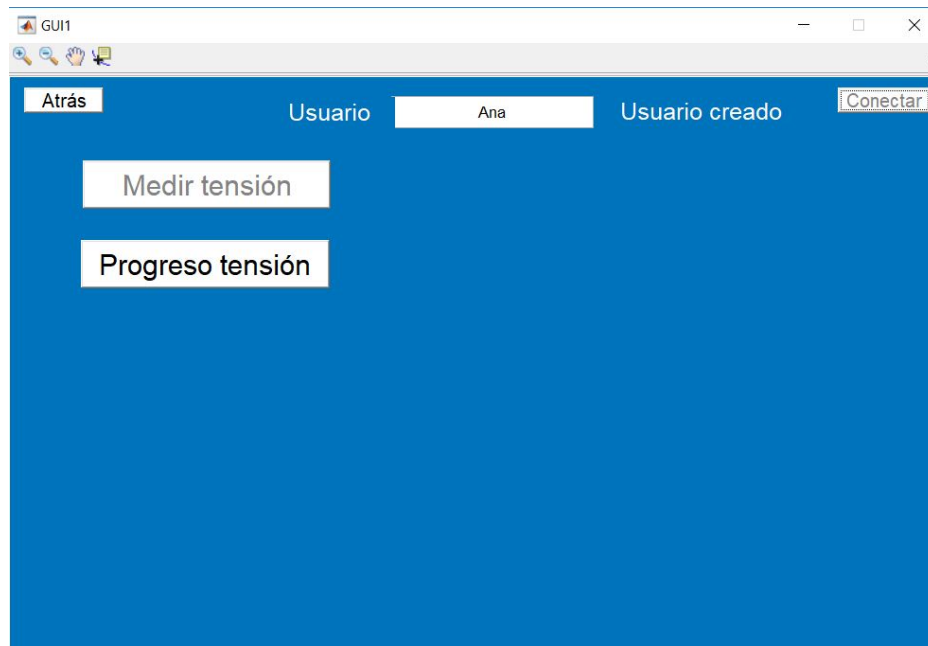 GUI1
Atrás
Usuario
Ana
Usuario creado
Conectar
Medir tensión
Progreso tensión